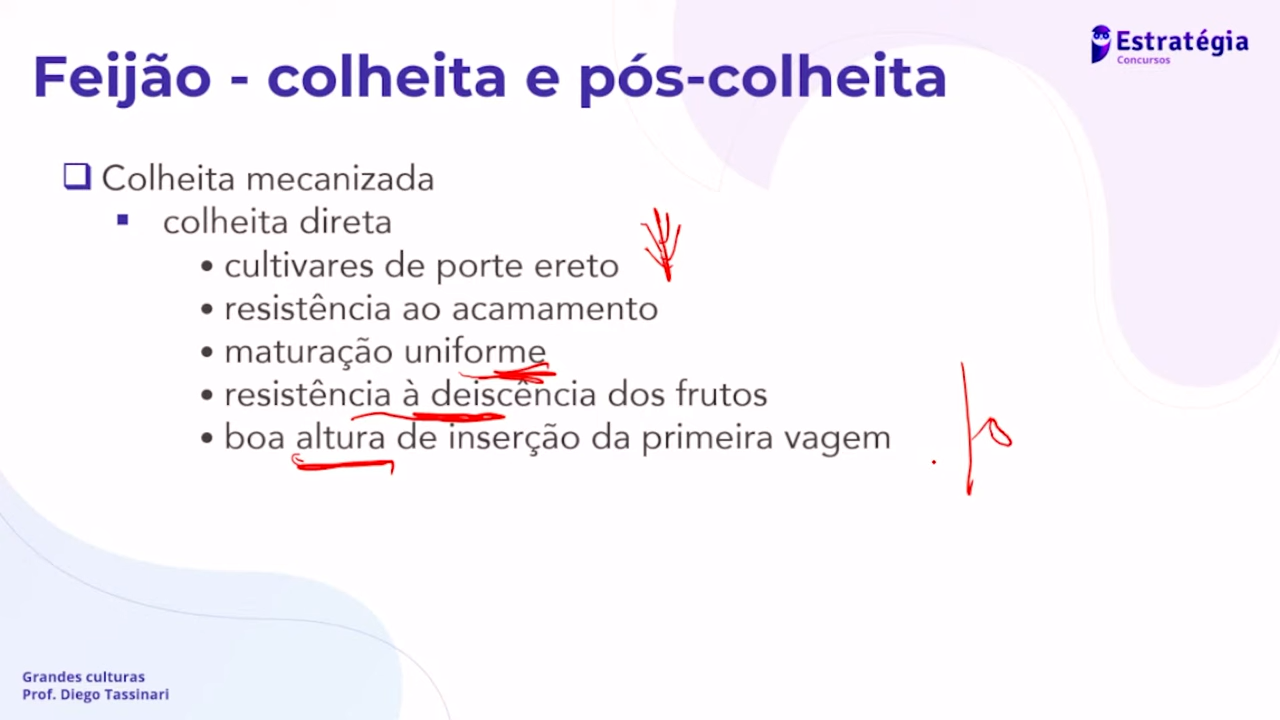 Estratégia
Concursos
Feijão - colheita e pós-colheita
❑ Colheita mecanizada
▪ colheita direta
• cultivares de porte ereto
• resistência ao acamamento
• maturação uniforme
• resistência à deiscência dos frutos
• boa altura de inserção da primeira vagem
Grandes culturas
Prof. Diego Tassinari